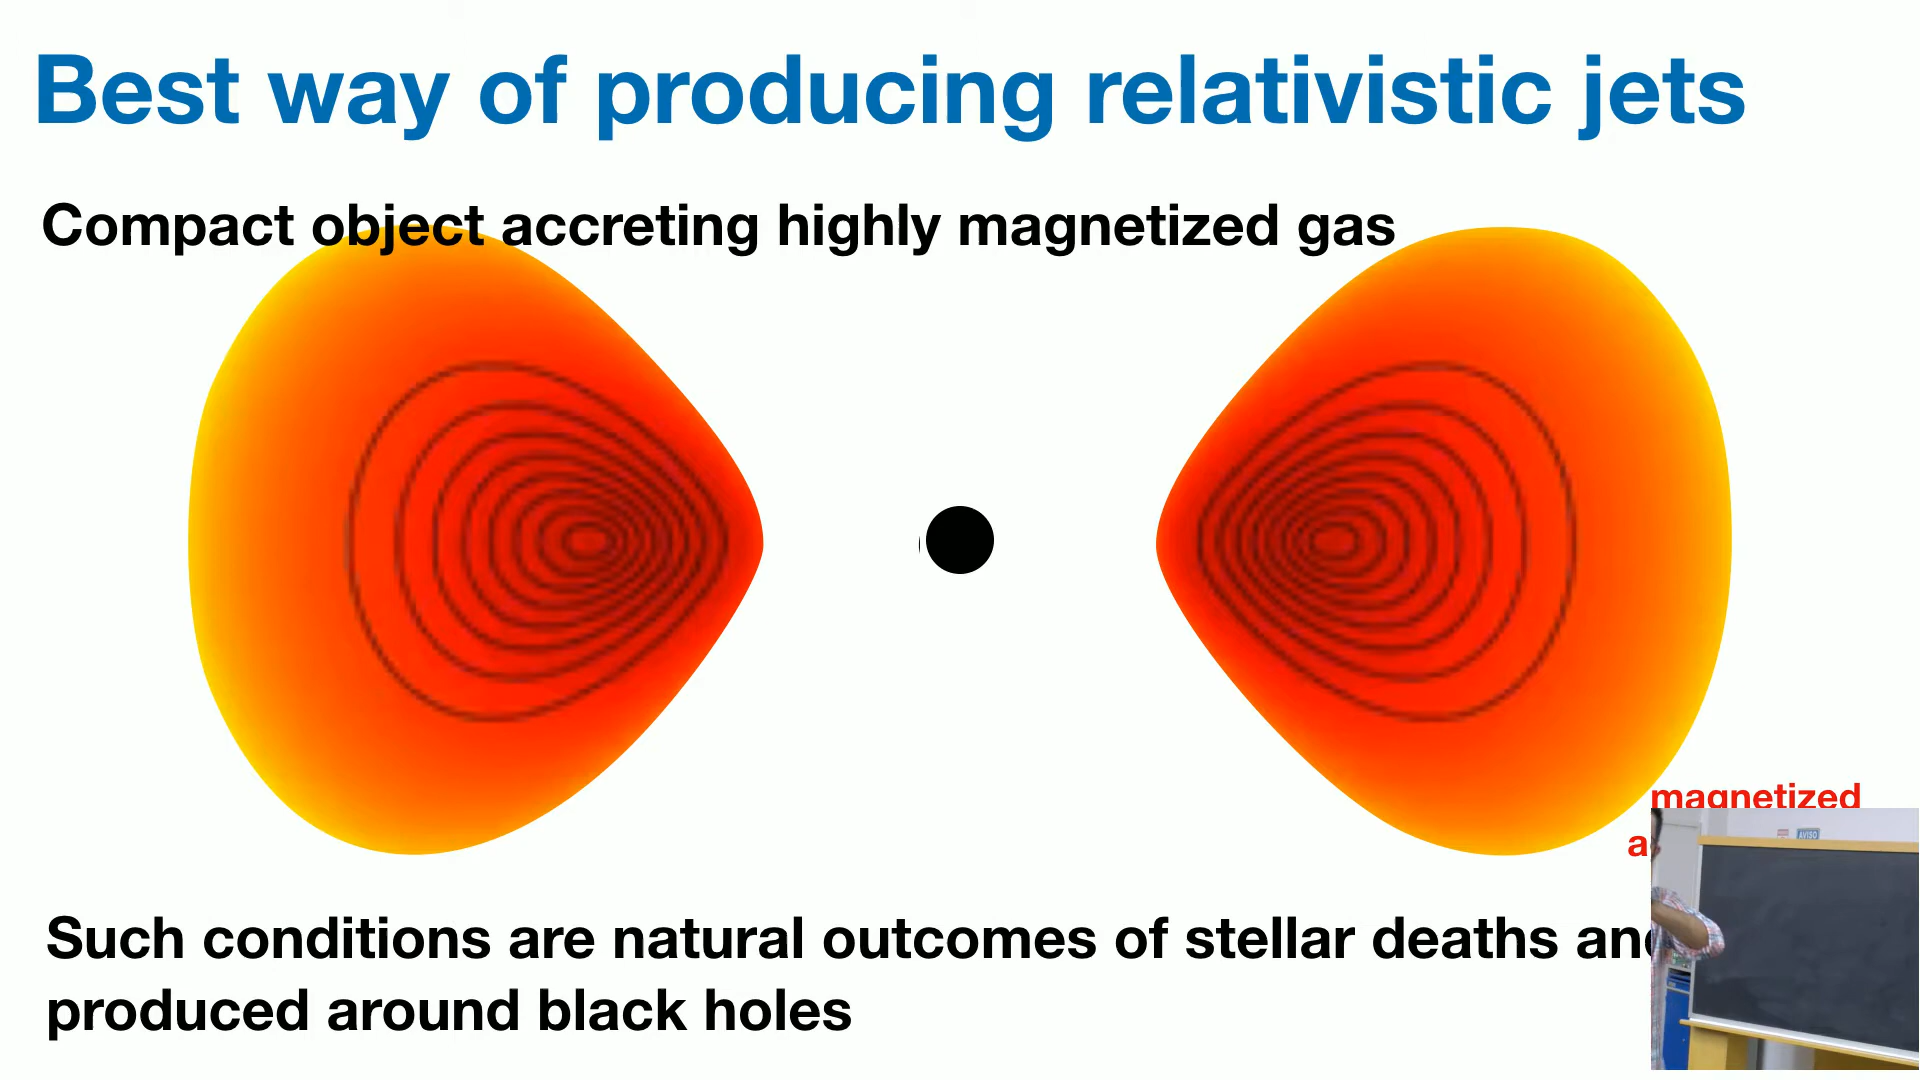 Best way of producing relativistic jets
Compact object accreting highly magnetized gas
magnetized
Such conditions are natural outcomes of stellar deaths
produced around black holes
AVISO